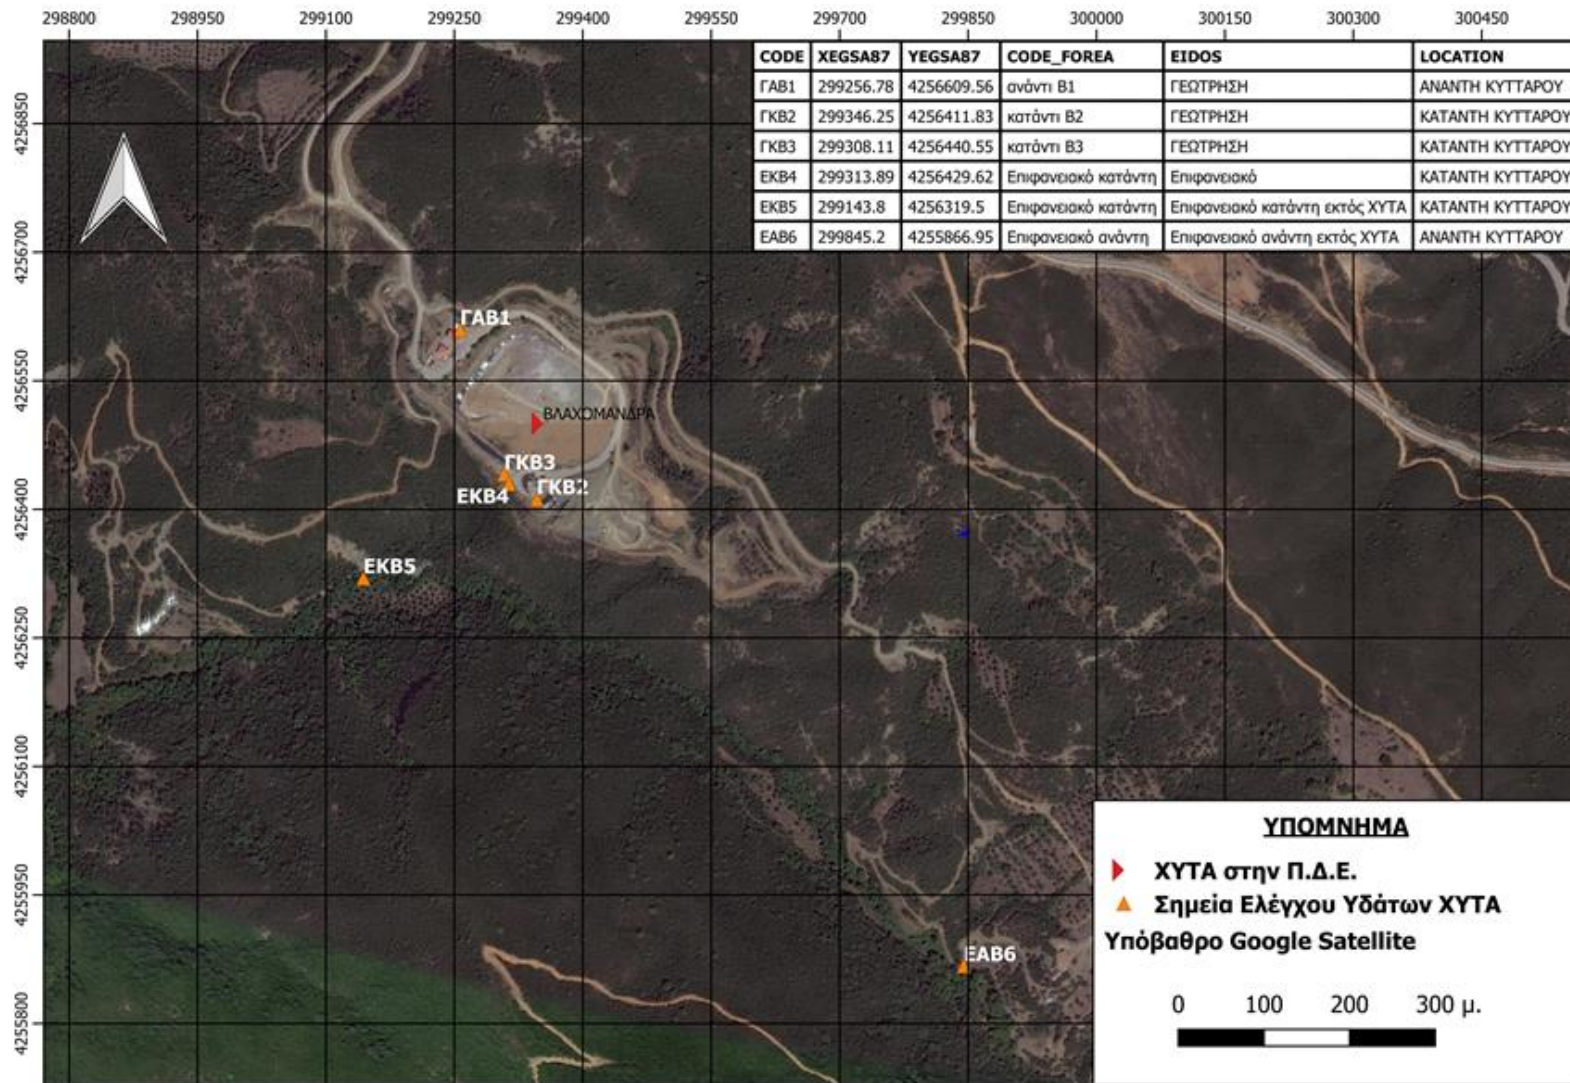 298800 298950 299100 299250 299400 299550 299700 299850 300000 300150 300300 300450
CODE XEGSA87 YEGSA87 CODE_FOREA EIDOS LOCATION
ΓΑΒ1 299256.78 4256609.56 ανάντι Β1 ΓΕΩΤΡΗΣΗ ΑΝΑΝΤΗ ΚΥΤΤΑΡΟΥ
ΓΚΒ2 299346.25 4256411.83 κατάντι Β2 ΓΕΩΤΡΗΣΗ ΚΑΤΑΝΤΗ ΚΥΤΤΑΡΟΥ
ΓΚΒ3 299308.11 4256440.55 κατάντι Β3 ΓΕΩΤΡΗΣΗ ΚΑΤΑΝΤΗ ΚΥΤΤΑΡΟΥ
ΕΚΒ4 299313.89 4256429.62 Επιφανειακό κατάντη Επιφανειακό ΚΑΤΑΝΤΗ ΚΥΤΤΑΡΟΥ
ΕΚΒ5 299143.8 4256319.5 Επιφανειακό κατάντη Επιφανειακό κατάντη εκτός ΧΥΤΑ ΚΑΤΑΝΤΗ ΚΥΤΤΑΡΟΥ
ΕΑΒ6 299845.2 4255866.95 Επιφανειακό ανάντη Επιφανειακό ανάντη εκτός ΧΥΤΑ ΑΝΑΝΤΗ ΚΥΤΤΑΡΟΥ
4256850
4256700
4256550
4256400
4256250
4256100
4255950
4255800
ΓΑΒ1
ΒΛΑΧΟΜΑΝΔΡΑ
ΓΚΒ3
ΕΚΒ4
ΓΚΒ2
ΕΚΒ5
ΕΑΒ6
ΥΠΟΜΝΗΜΑ
ΧΥΤΑ στην Π.Δ.Ε.
Σημεία Ελέγχου Υδάτων ΧΥΤΑ
Υπόβαθρο Google Satellite
0 100 200 300 μ.